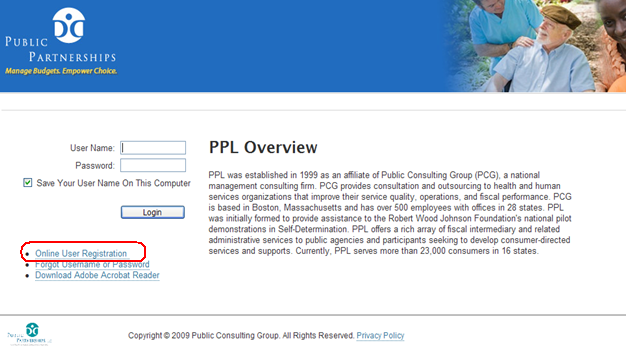 PUBLIC
PARTNERSHIPS
Manage Budgets. Empower Choice.
User Name:
Password:
Save Your User Name On This Computer
Login
Online User Registration
Forgot Username or Password
Download Adobe Acrobat Reader
PPL Overview
PPL was established in 1999 as an affiliate of Public Consulting Group (PCG), a national
management consulting firm. PCG provides consultation and outsourcing to health and human
services organizations that improve their service quality, operations, and fiscal performance. PCG
is based in Boston, Massachusetts and has over 500 employees with offices in 28 states. PPL
was initially formed to provide assistance to the Robert Wood Johnson Foundation's national pilot
demonstrations in Self-Determination. PPL offers a rich array of fiscal intermediary and related
administrative services to public agencies and participants seeking to develop consumer-directed
services and supports. Currently, PPL serves more than 23,000 consumers in 16 states.
Copyright © 2009 Public Consulting Group. All Rights Reserved. Privacy Policy